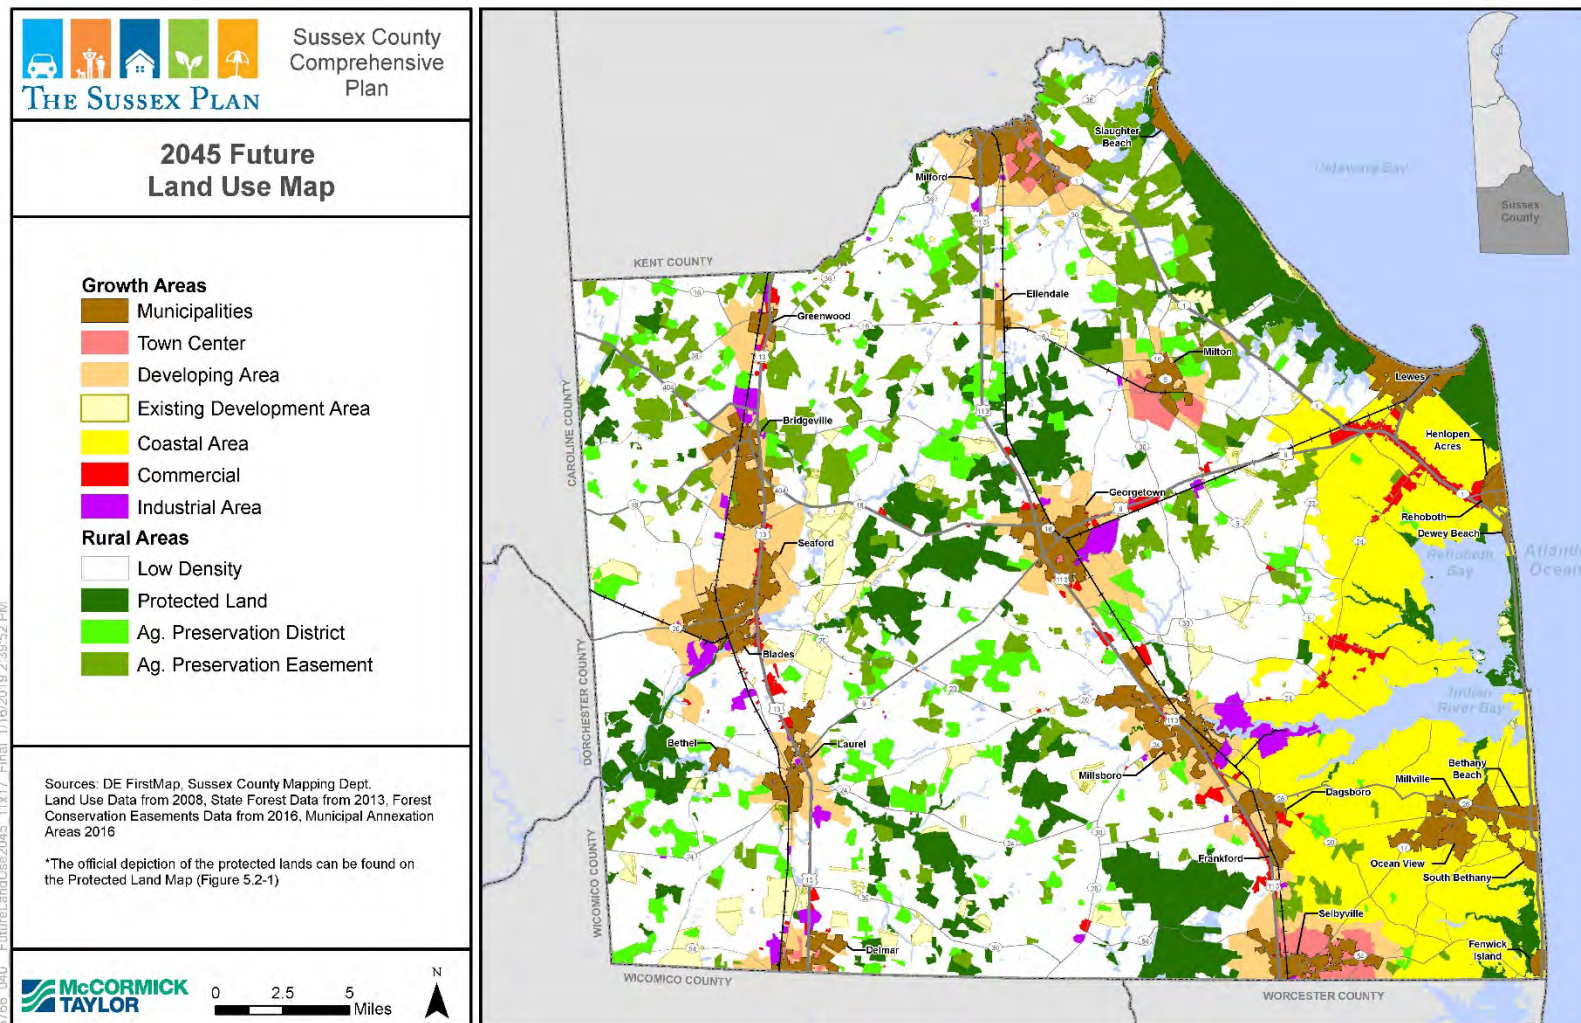 THE SUSSEX PLAN
Sussex County
Comprehensive
Plan
2045 Future
Land Use Map
Growth Areas
Municipalities
Town Center
Developing Area
Existing Development Area
Coastal Area
Commercial
Industrial Area
Rural Areas
Low Density
Protected Land
Ag. Preservation District
Ag. Preservation Easement
Sources: DE FirstMap, Sussex County Mapping Dept.
Land Use Data from 2008, State Forest Data from 2013, Forest
Conservation Easements Data from 2016, Municipal Annexation
Areas 2016
*The official depiction of the protected lands can be found on
the Protected Land Map (Figure 5.2-1)
McCORMICK
TAYLOR
0 2.5 5
Miles
N
KENT COUNTY
CAROLINE COUNTY
DORCHESTER COUNTY
WICOMICO COUNTY
WICOMICO COUNTY
WORCESTER COUNTY
Sussex
County
Delaware Bay
Slaughter
Beach
Milford
Ellendale
Greenwood
Milton
Lewes
Bridgeville
Henlopen
Acres
Georgetown
Rehoboth
Dewey Beach
Rehoboth
Bay
Atlantic
Ocean
Seaford
Blades
Indian
River Bay
Bethel
Laurel
Millsboro
Millville
Bethany
Beach
Dagsboro
Frankford
Ocean View
South Bethany
Selbyville
Delmar
Fenwick
Island